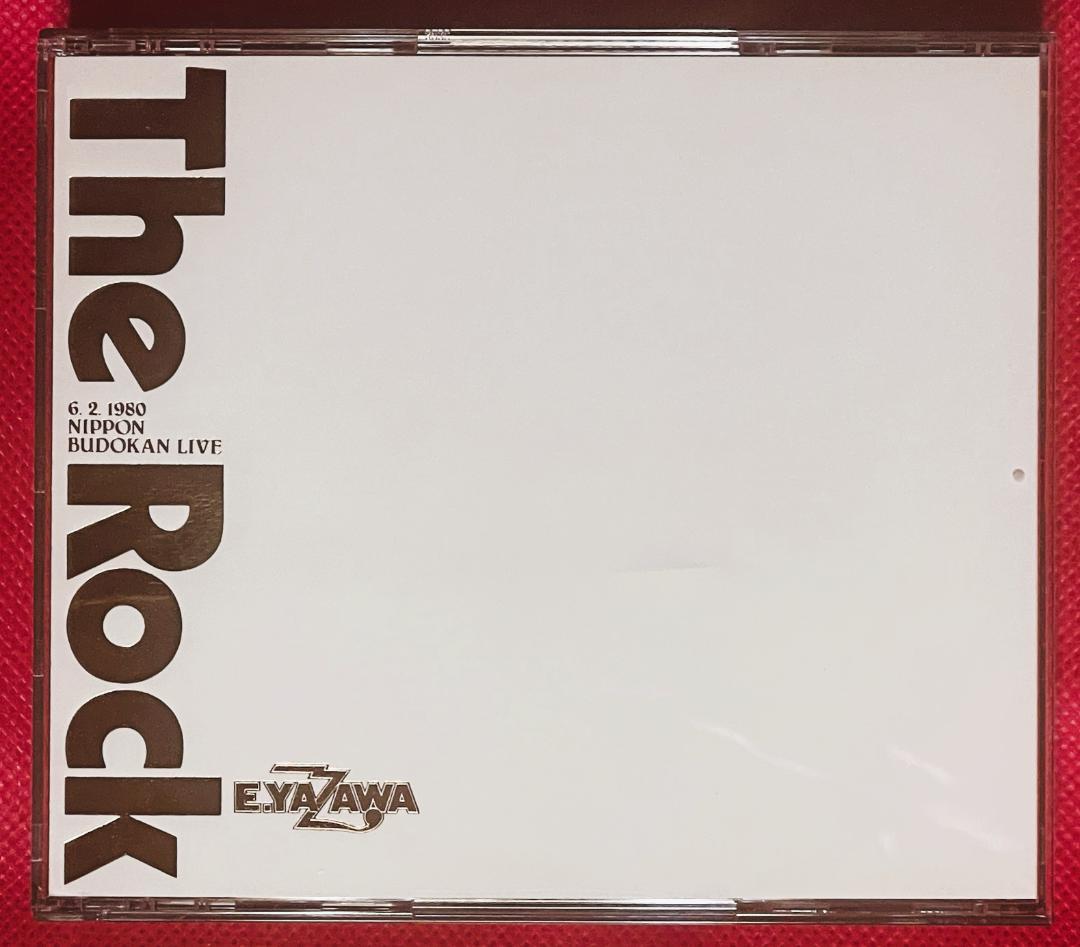 The Rock
6. 2. 1980
NIPPON
BUDOKAN LIVE
E.YAZAWA